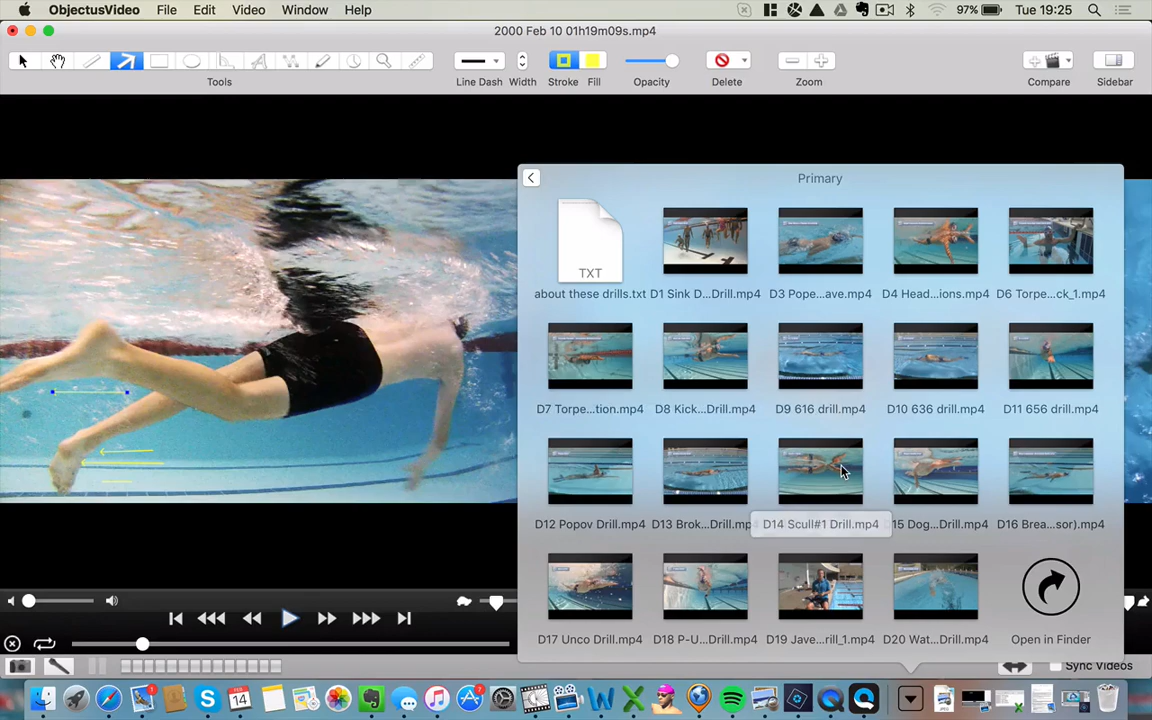 ObjectusVideo File Edit Video Window Help 97% Tue 19:25
2000 Feb 10 01h19m09s.mp4
Tools Line Dash Width Stroke Fill Opacity Delete Zoom Compare Sidebar
Primary
TXT
about these drills.txt D1 Sink D...Drill.mp4 D3 Pope...ave.mp4 D4 Head...ions.mp4 D6 Torpe...ck_1.mp4
D7 Torpe...tion.mp4 D8 Kick...Drill.mp4 D9 616 drill.mp4 D10 636 drill.mp4 D11 656 drill.mp4
D12 Popov Drill.mp4 D13 Brok...Drill.mp D14 Scull#1 Drill.mp4 15 Dog...Drill.mp4 D16 Brea...sor).mp4
D17 Unco Drill.mp4 D18 P-U...Drill.mp4 D19 Jave...rill_1.mp4 D20 Wat...Drill.mp4 Open in Finder
Sync Videos
14